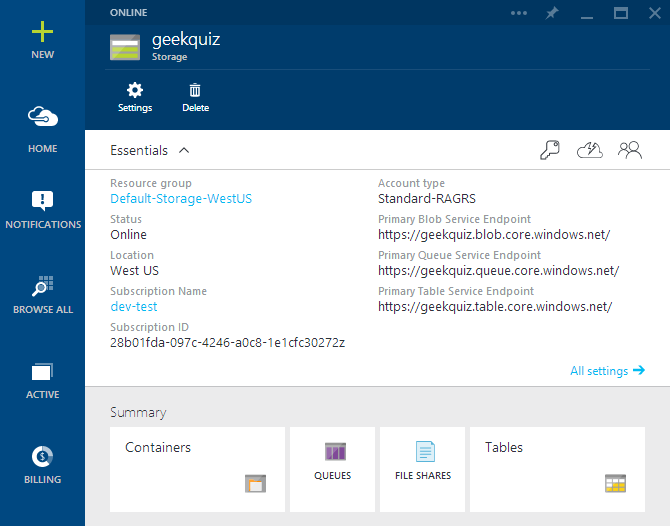 NEW
HOME
NOTIFICATIONS
BROWSE ALL
ACTIVE
BILLING
ONLINE
geekquiz
Storage
Settings
Delete
Essentials
Resource group
Default-Storage-WestUS
Status
Online
Location
West US
Subscription Name
dev-test
Subscription ID
28b01fda-097c-4246-a0c8-1e1cfc30272z
Account type
Standard-RAGRS
Primary Blob Service Endpoint
https://geekquiz.blob.core.windows.net/
Primary Queue Service Endpoint
https://geekquiz.queue.core.windows.net/
Primary Table Service Endpoint
https://geekquiz.table.core.windows.net/
All settings
Summary
Containers
QUEUES
FILE SHARES
Tables